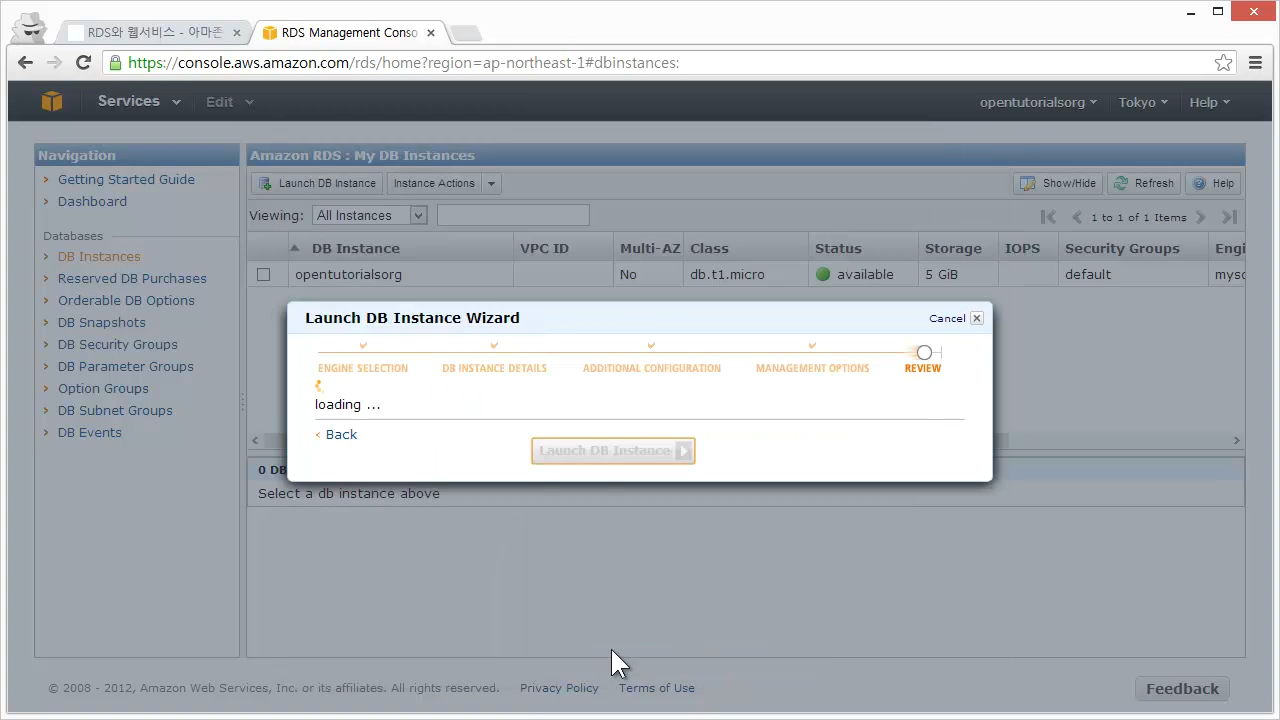 RDS와 웹서비스 - 아마존
RDS Management Conso
https://console.aws.amazon.com/rds/home?region=ap-northeast-1#dbinstances:
Services Edit opentutorialsorg Tokyo Help
Navigation
Getting Started Guide
Dashboard
Databases
DB Instances
Reserved DB Purchases
Orderable DB Options
DB Snapshots
DB Security Groups
DB Parameter Groups
Option Groups
DB Subnet Groups
DB Events
Amazon RDS : My DB Instances
Launch DB Instance Instance Actions Show/Hide Refresh Help
Viewing: All Instances 1 to 1 of 1 Items
DB Instance VPC ID Multi-AZ Class Status Storage IOPS Security Groups Engi
opentutorialsorg No db.t1.micro available 5 GiB default mysq
Launch DB Instance Wizard Cancel
ENGINE SELECTION DB INSTANCE DETAILS ADDITIONAL CONFIGURATION MANAGEMENT OPTIONS REVIEW
loading ...
Back
Launch DB Instance
0 DB
Select a db instance above
© 2008 - 2012, Amazon Web Services, Inc. or its affiliates. All rights reserved. Privacy Policy Terms of Use
Feedback